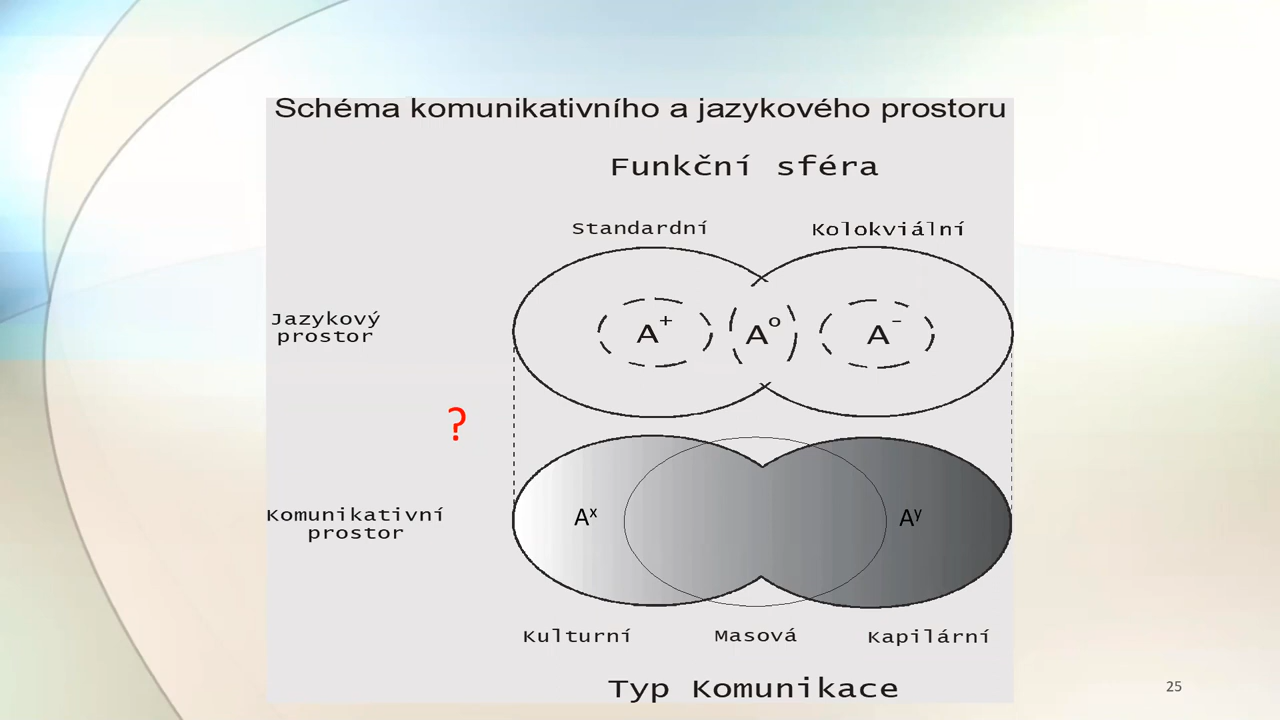 Schéma komunikativního a jazykového prostoru
Funkční sféra
Standardní
Kolokviální
Jazykový
prostor
A⁺
A°
A⁻
?
Komunikativní
prostor
Aˣ
Aʸ
Kulturní
Masová
Kapilární
Typ Komunikace
25